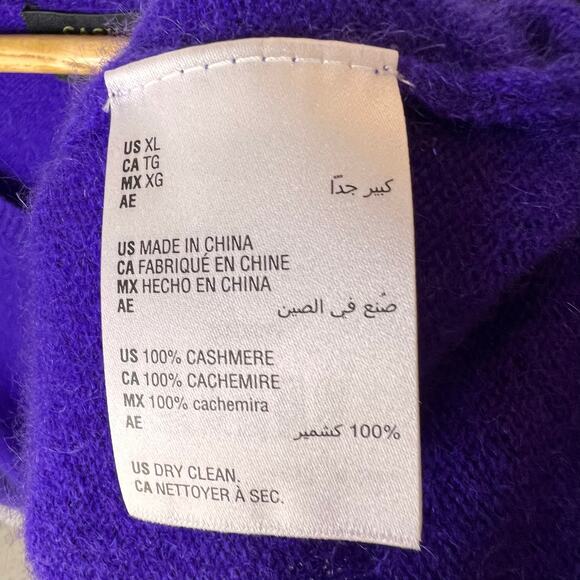 US XL
CA TG
MX XG
AE كبير جدًا
US MADE IN CHINA
CA FABRIQUÉ EN CHINE
MX HECHO EN CHINA
AE صُنع في الصين
US 100% CASHMERE
CA 100% CACHEMIRE
MX 100% cachemira
AE 100% كشمير
US DRY CLEAN.
CA NETTOYER À SEC.